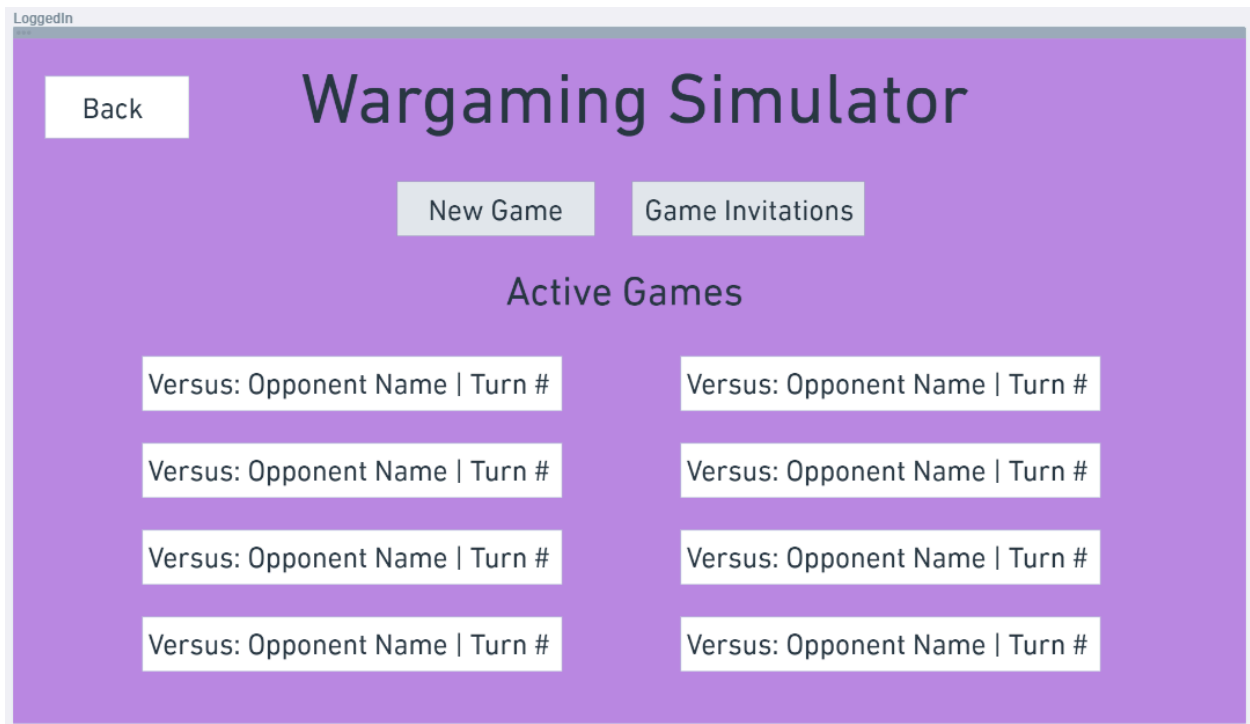 LoggedIn
Back
Wargaming Simulator
New Game
Game Invitations
Active Games
Versus: Opponent Name | Turn #
Versus: Opponent Name | Turn #
Versus: Opponent Name | Turn #
Versus: Opponent Name | Turn #
Versus: Opponent Name | Turn #
Versus: Opponent Name | Turn #
Versus: Opponent Name | Turn #
Versus: Opponent Name | Turn #